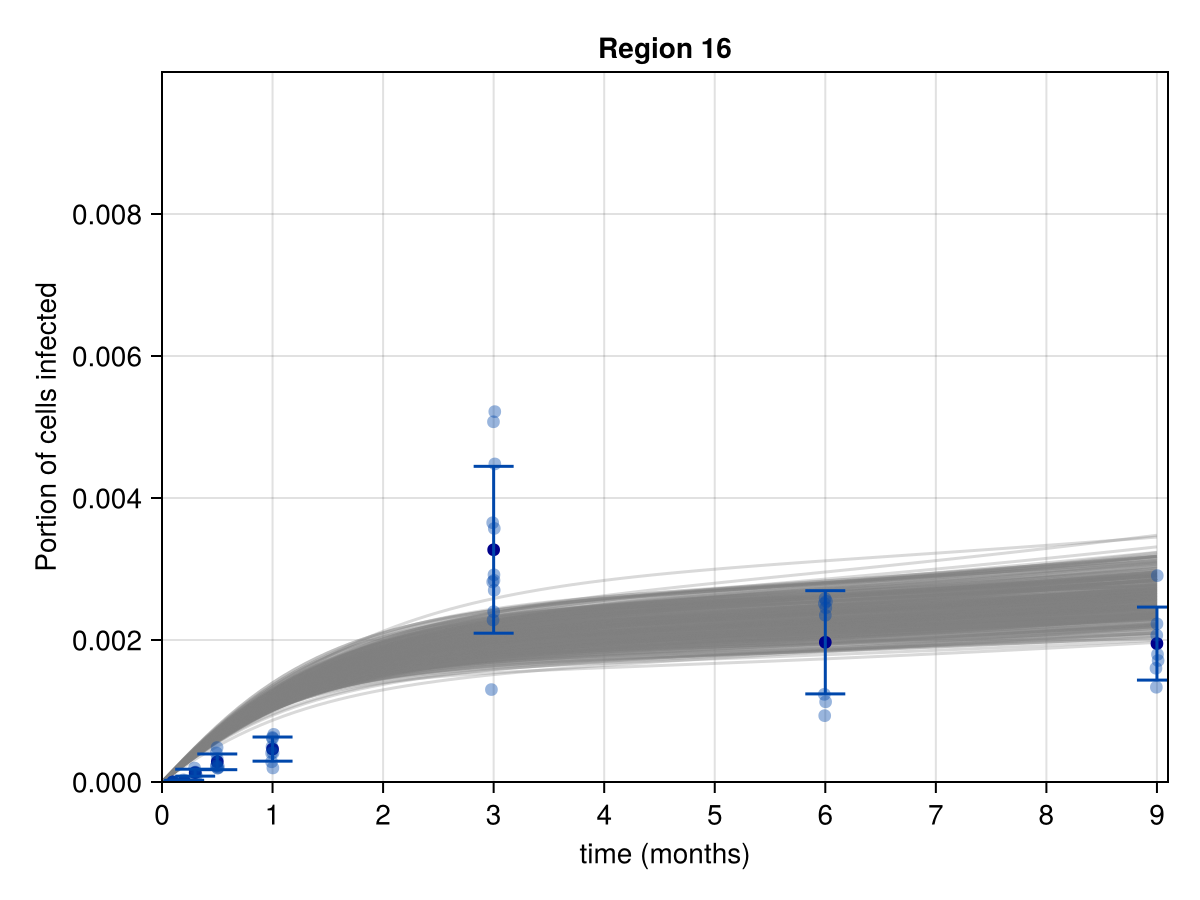 Region 16
Portion of cells infected
0.008
0.006
0.004
0.002
0.000
0 1 2 3 4 5 6 7 8 9
time (months)